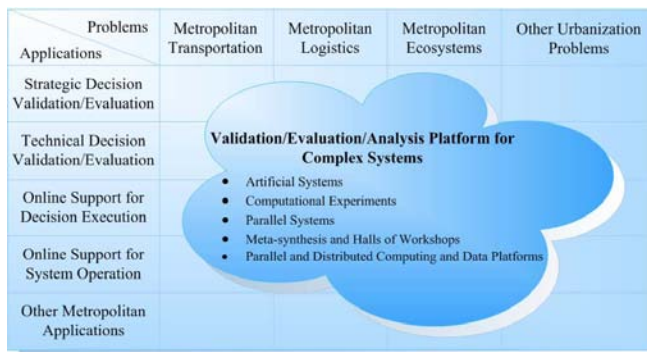 Problems
Applications
Metropolitan
Transportation
Metropolitan
Logistics
Metropolitan
Ecosystems
Other Urbanization
Problems
Strategic Decision
Validation/Evaluation
Technical Decision
Validation/Evaluation
Online Support for
Decision Execution
Online Support for
System Operation
Other Metropolitan
Applications
Validation/Evaluation/Analysis Platform for
Complex Systems
• Artificial Systems
• Computational Experiments
• Parallel Systems
• Meta-synthesis and Halls of Workshops
• Parallel and Distributed Computing and Data Platforms